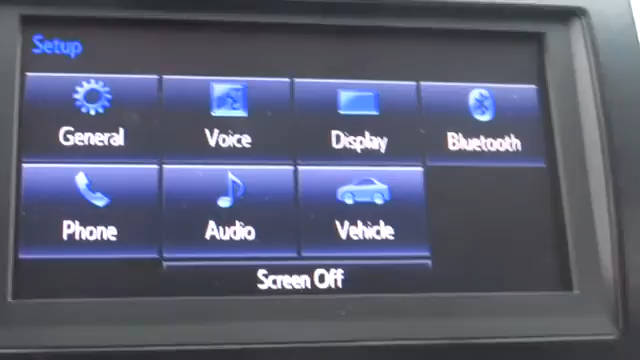 Setup
General
Voice
Display
Bluetooth
Phone
Audio
Vehicle
Screen Off